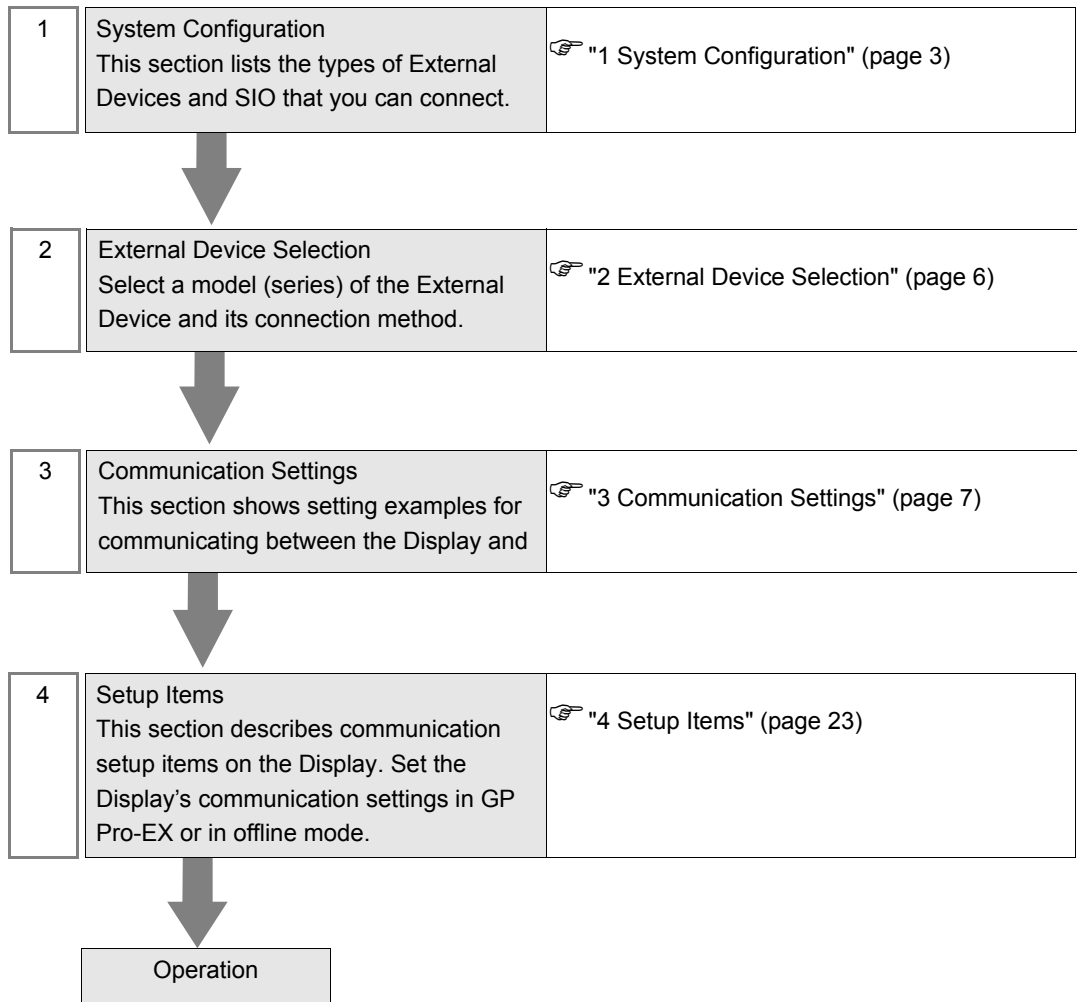 1
System Configuration
This section lists the types of External
Devices and SIO that you can connect.
"1 System Configuration" (page 3)
2
External Device Selection
Select a model (series) of the External
Device and its connection method.
"2 External Device Selection" (page 6)
3
Communication Settings
This section shows setting examples for
communicating between the Display and
"3 Communication Settings" (page 7)
4
Setup Items
This section describes communication
setup items on the Display. Set the
Display's communication settings in GP
Pro-EX or in offline mode.
"4 Setup Items" (page 23)
Operation